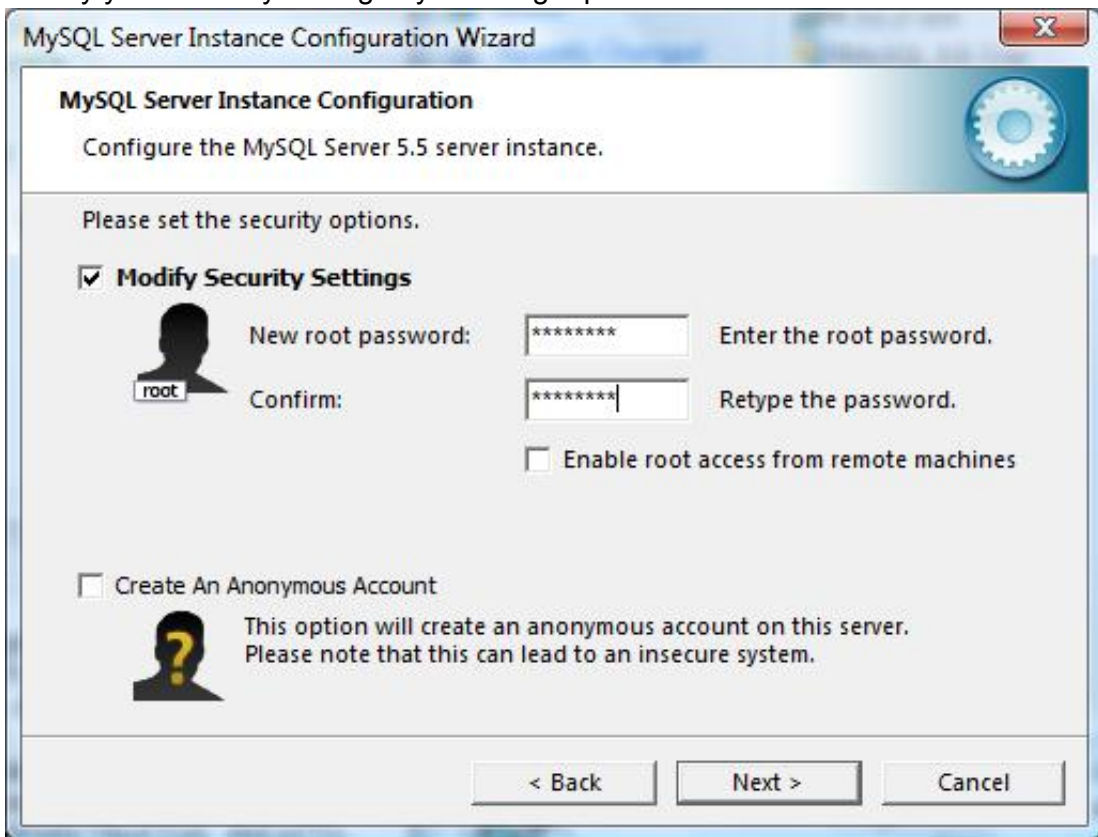 MySQL Server Instance Configuration Wizard
MySQL Server Instance Configuration
Configure the MySQL Server 5.5 server instance.
Please set the security options.
Modify Security Settings
New root password: ******** Enter the root password.
root
Confirm: ******** Retype the password.
Enable root access from remote machines
Create An Anonymous Account
?
This option will create an anonymous account on this server.
Please note that this can lead to an insecure system.
< Back Next > Cancel